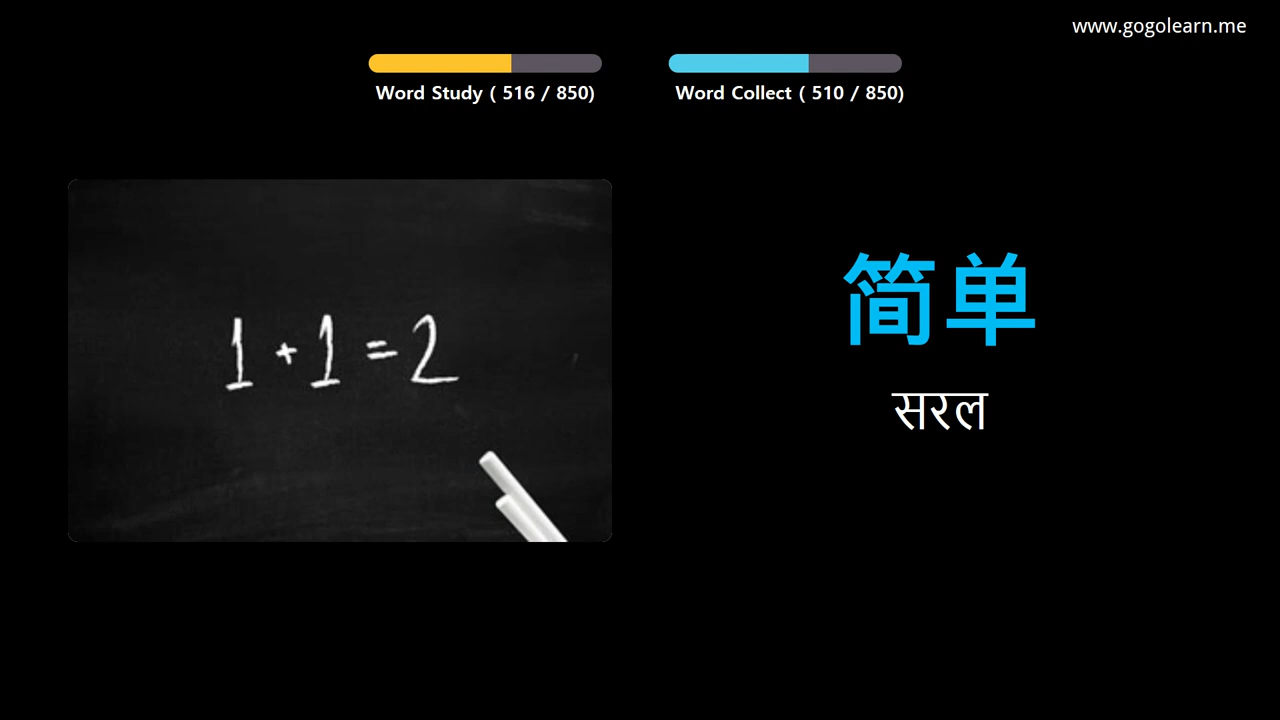 www.gogolearn.me
Word Study ( 516 / 850)
Word Collect ( 510 / 850)
1 + 1 = 2
简单
सरल